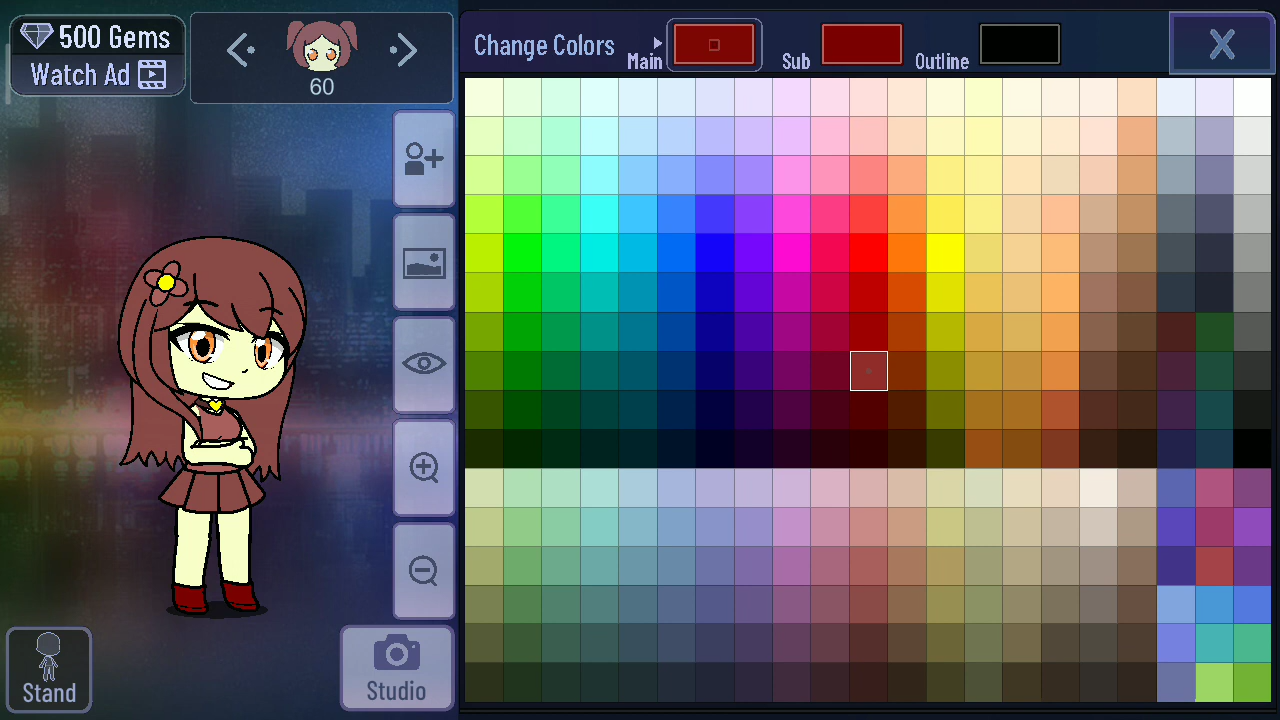 500 Gems
Watch Ad
60
Change Colors
Main
Sub
Outline
X
Stand
Studio